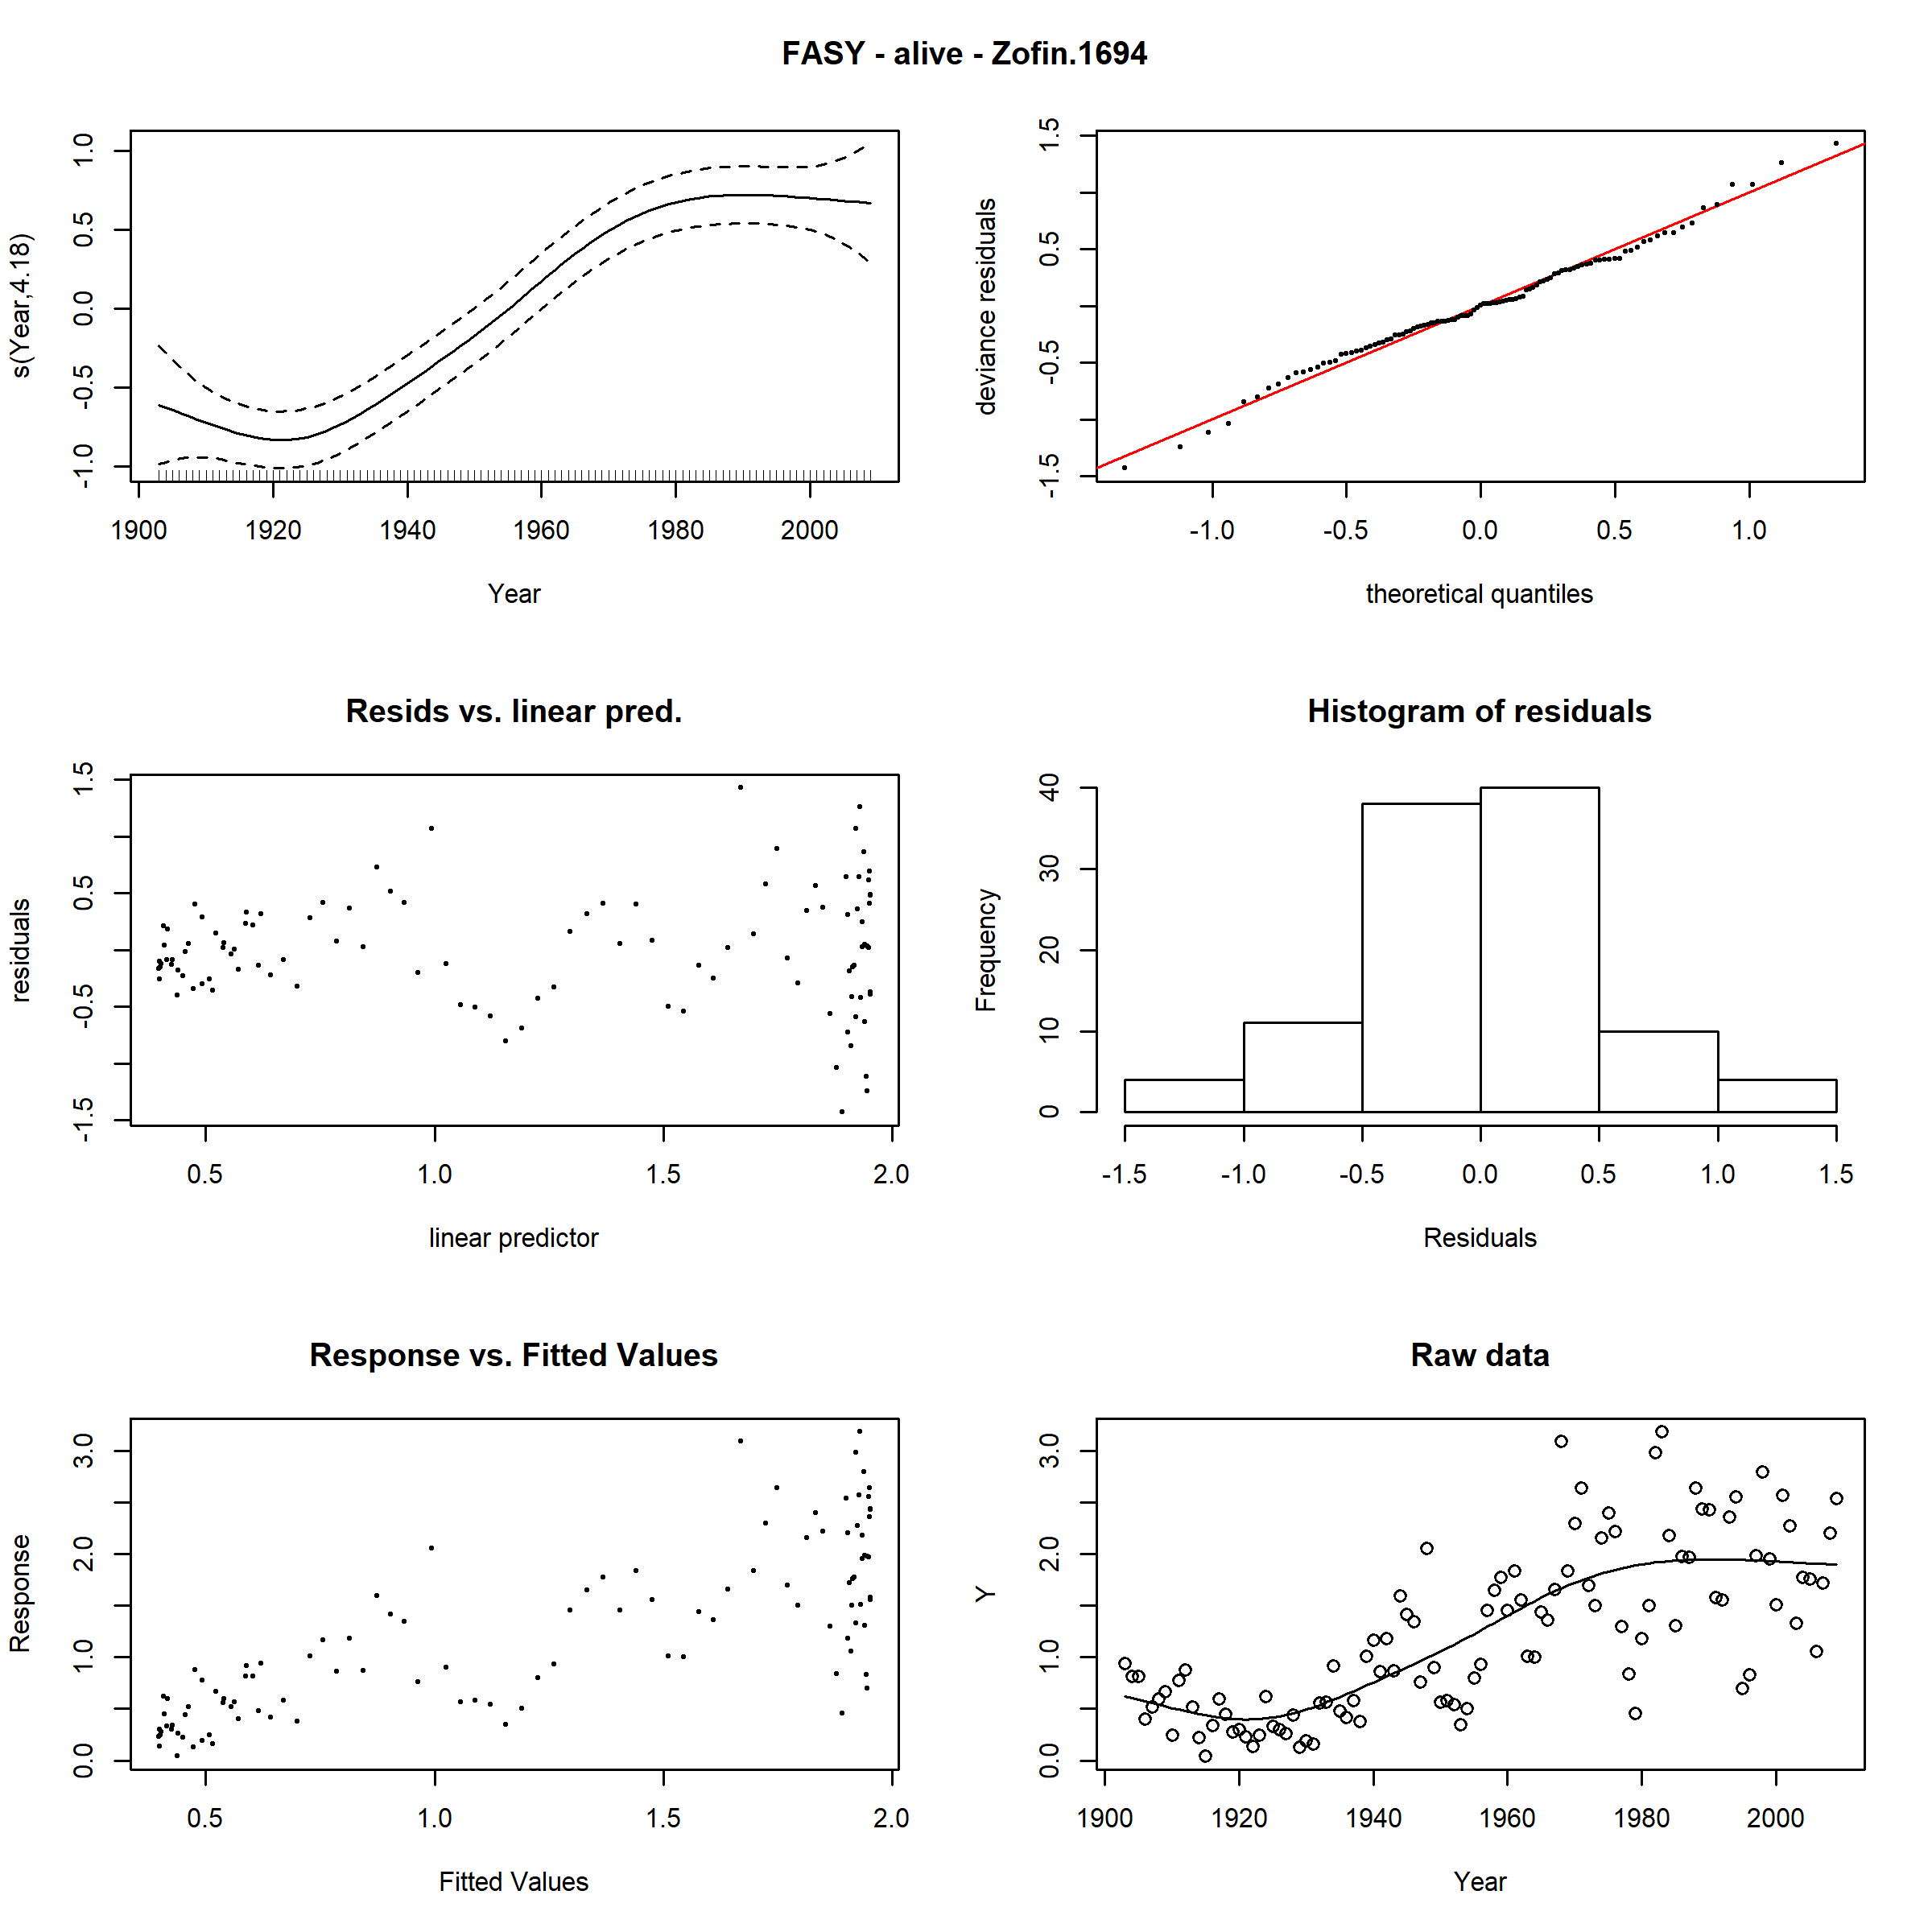 FASY - alive - Zofin.1694
s(Year,4.18)
-1.0 -0.5 0.0 0.5 1.0
1900 1920 1940 1960 1980 2000
Year
deviance residuals
-1.5 -0.5 0.5 1.5
-1.0 -0.5 0.0 0.5 1.0
theoretical quantiles
Resids vs. linear pred.
residuals
-1.5 -0.5 0.5 1.5
0.5 1.0 1.5 2.0
linear predictor
Histogram of residuals
Frequency
0 10 20 30 40
-1.5 -1.0 -0.5 0.0 0.5 1.0 1.5
Residuals
Response vs. Fitted Values
Response
0.0 1.0 2.0 3.0
0.5 1.0 1.5 2.0
Fitted Values
Raw data
Y
0.0 1.0 2.0 3.0
1900 1920 1940 1960 1980 2000
Year